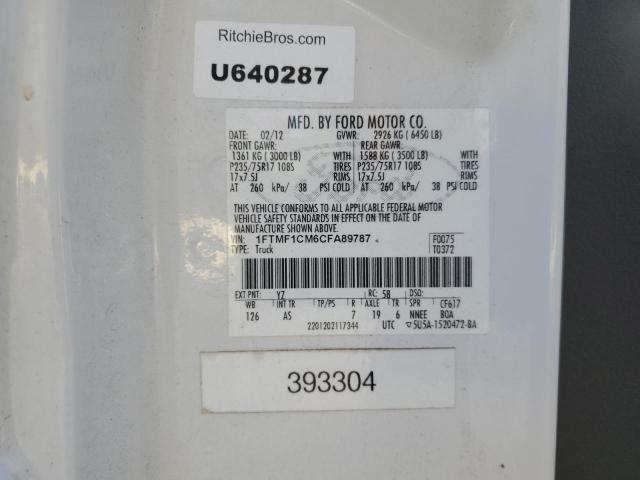 RitchieBros.com
U640287
MFD. BY FORD MOTOR CO.
DATE: 02/12 GVWR: 2926 KG ( 6450 LB)
FRONT GAWR: REAR GAWR:
1361 KG ( 3000 LB) WITH 1588 KG ( 3500 LB) WITH
P235/75R17 108S TIRES P235/75R17 108S TIRES
17x7.5J RIMS 17x7.5J RIMS
AT 260 kPa/ 38 PSI COLD AT 260 kPa/ 38 PSI COLD
THIS VEHICLE CONFORMS TO ALL APPLICABLE FEDERAL MOTOR
VEHICLE SAFETY STANDARDS IN EFFECT ON THE DATE OF
MANUFACTURE SHOWN ABOVE.
VIN: 1FTMF1CM6CFA89787 F0075
TYPE: Truck T0372
EXT PNT: YZ RC: 58 DSO:
WB INT TR TP/PS R AXLE TR SPR CF617
126 AS 7 19 6 NNEE BOA
2201202117344 UTC ▽5U5A-1520472-BA
393304